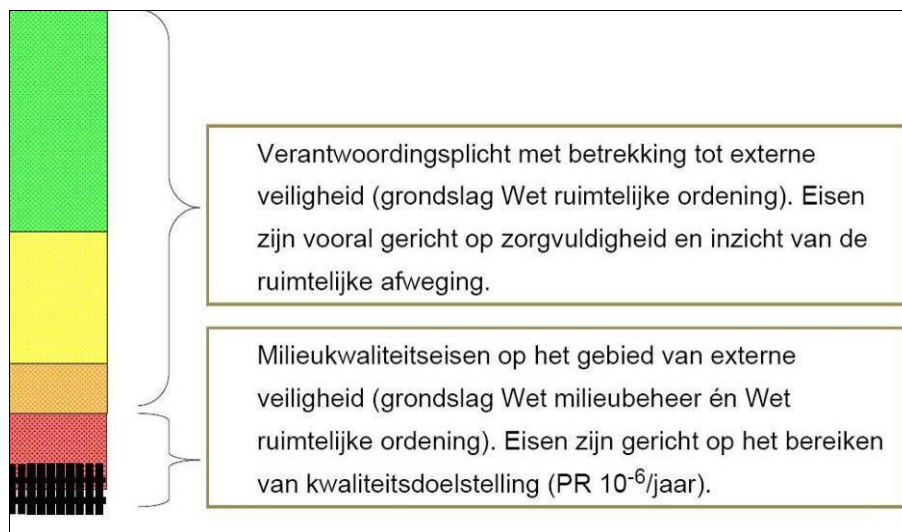 Verantwoordingsplicht met betrekking tot externe
veiligheid (grondslag Wet ruimtelijke ordening). Eisen
zijn vooral gericht op zorgvuldigheid en inzicht van de
ruimtelijke afweging.
Milieukwaliteitseisen op het gebied van externe
veiligheid (grondslag Wet milieubeheer én Wet
ruimtelijke ordening). Eisen zijn gericht op het bereiken
van kwaliteitsdoelstelling (PR 10⁻⁶/jaar).